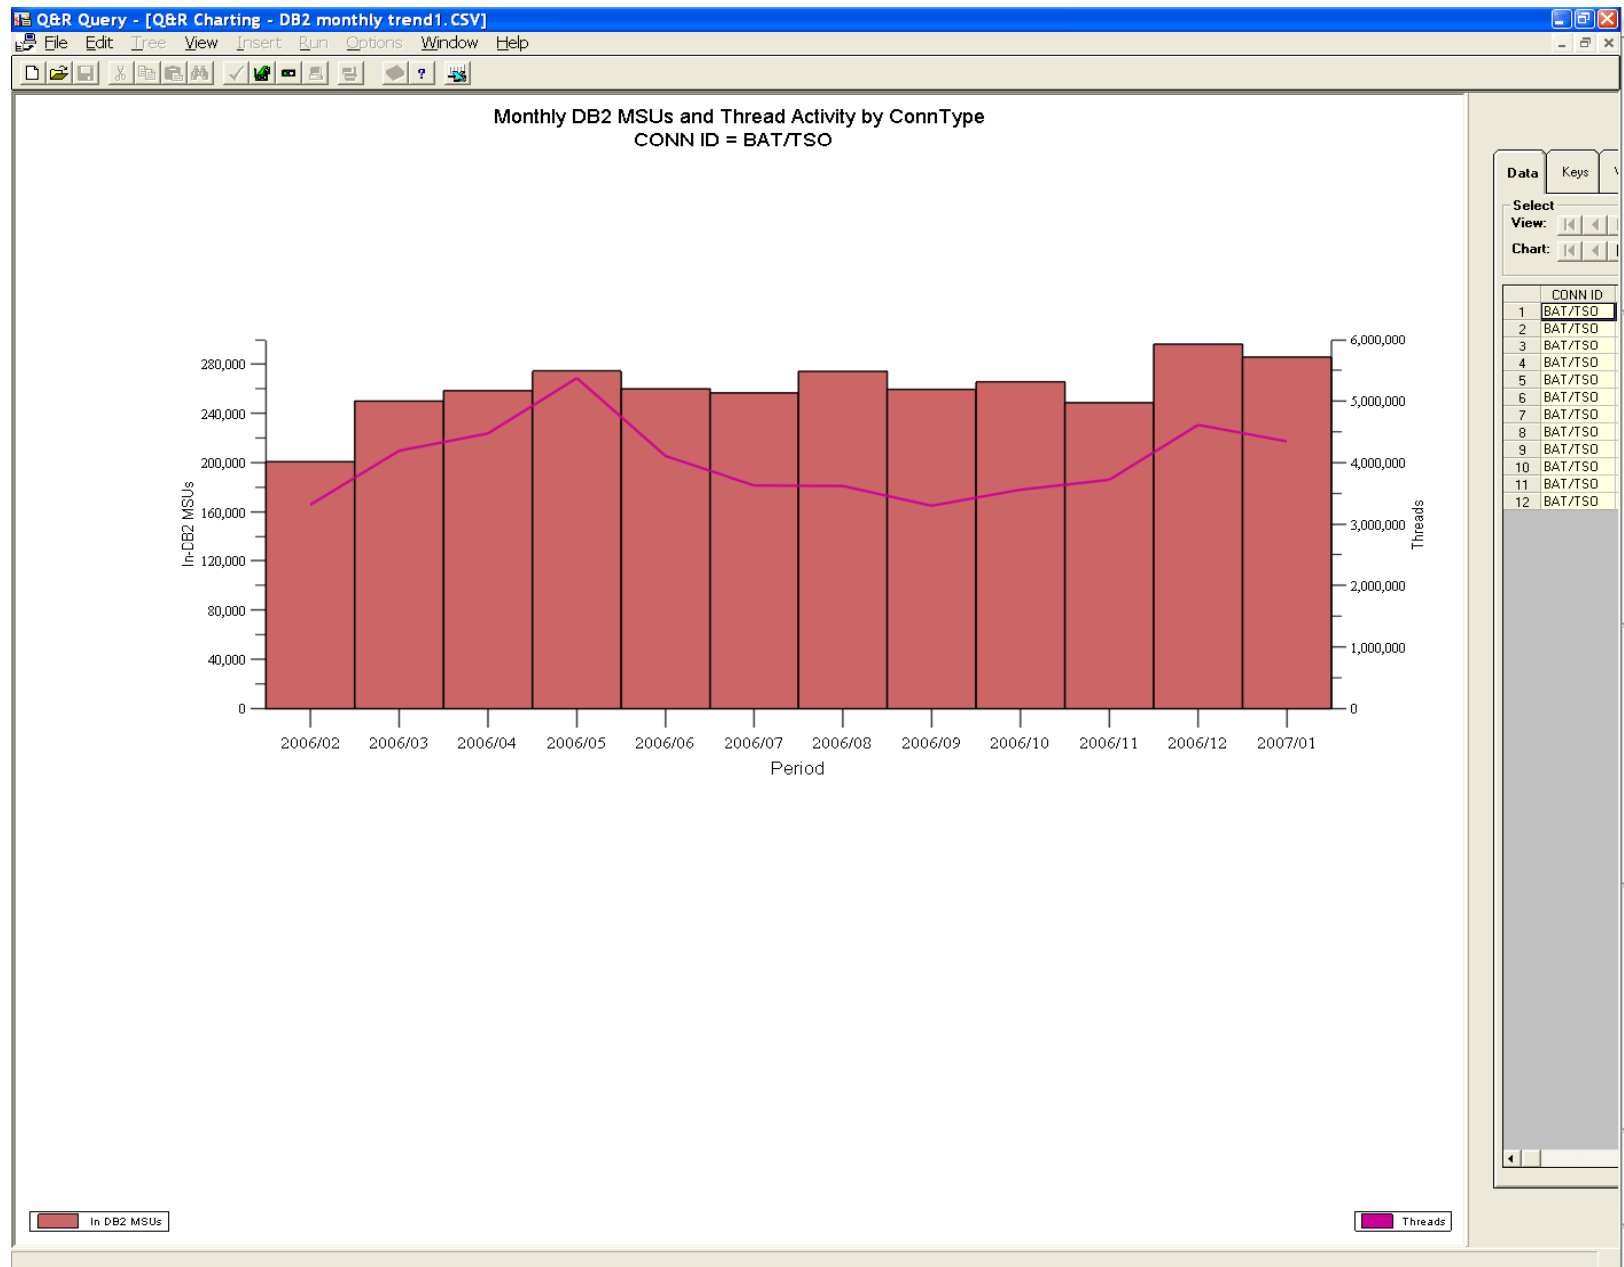 Q&R Query - [Q&R Charting - DB2 monthly trend1.CSV]
File Edit Tree View Insert Run Options Window Help
Monthly DB2 MSUs and Thread Activity by ConnType
CONN ID = BAT/TSO
Data Keys
Select
View:
Chart:
CONN ID
1 BAT/TSO
2 BAT/TSO
3 BAT/TSO
4 BAT/TSO
5 BAT/TSO
6 BAT/TSO
7 BAT/TSO
8 BAT/TSO
9 BAT/TSO
10 BAT/TSO
11 BAT/TSO
12 BAT/TSO
In-DB2 MSUs
280,000
240,000
200,000
160,000
120,000
80,000
40,000
0
6,000,000
5,000,000
4,000,000
3,000,000
2,000,000
1,000,000
0
Threads
2006/02 2006/03 2006/04 2006/05 2006/06 2006/07 2006/08 2006/09 2006/10 2006/11 2006/12 2007/01
Period
In DB2 MSUs
Threads